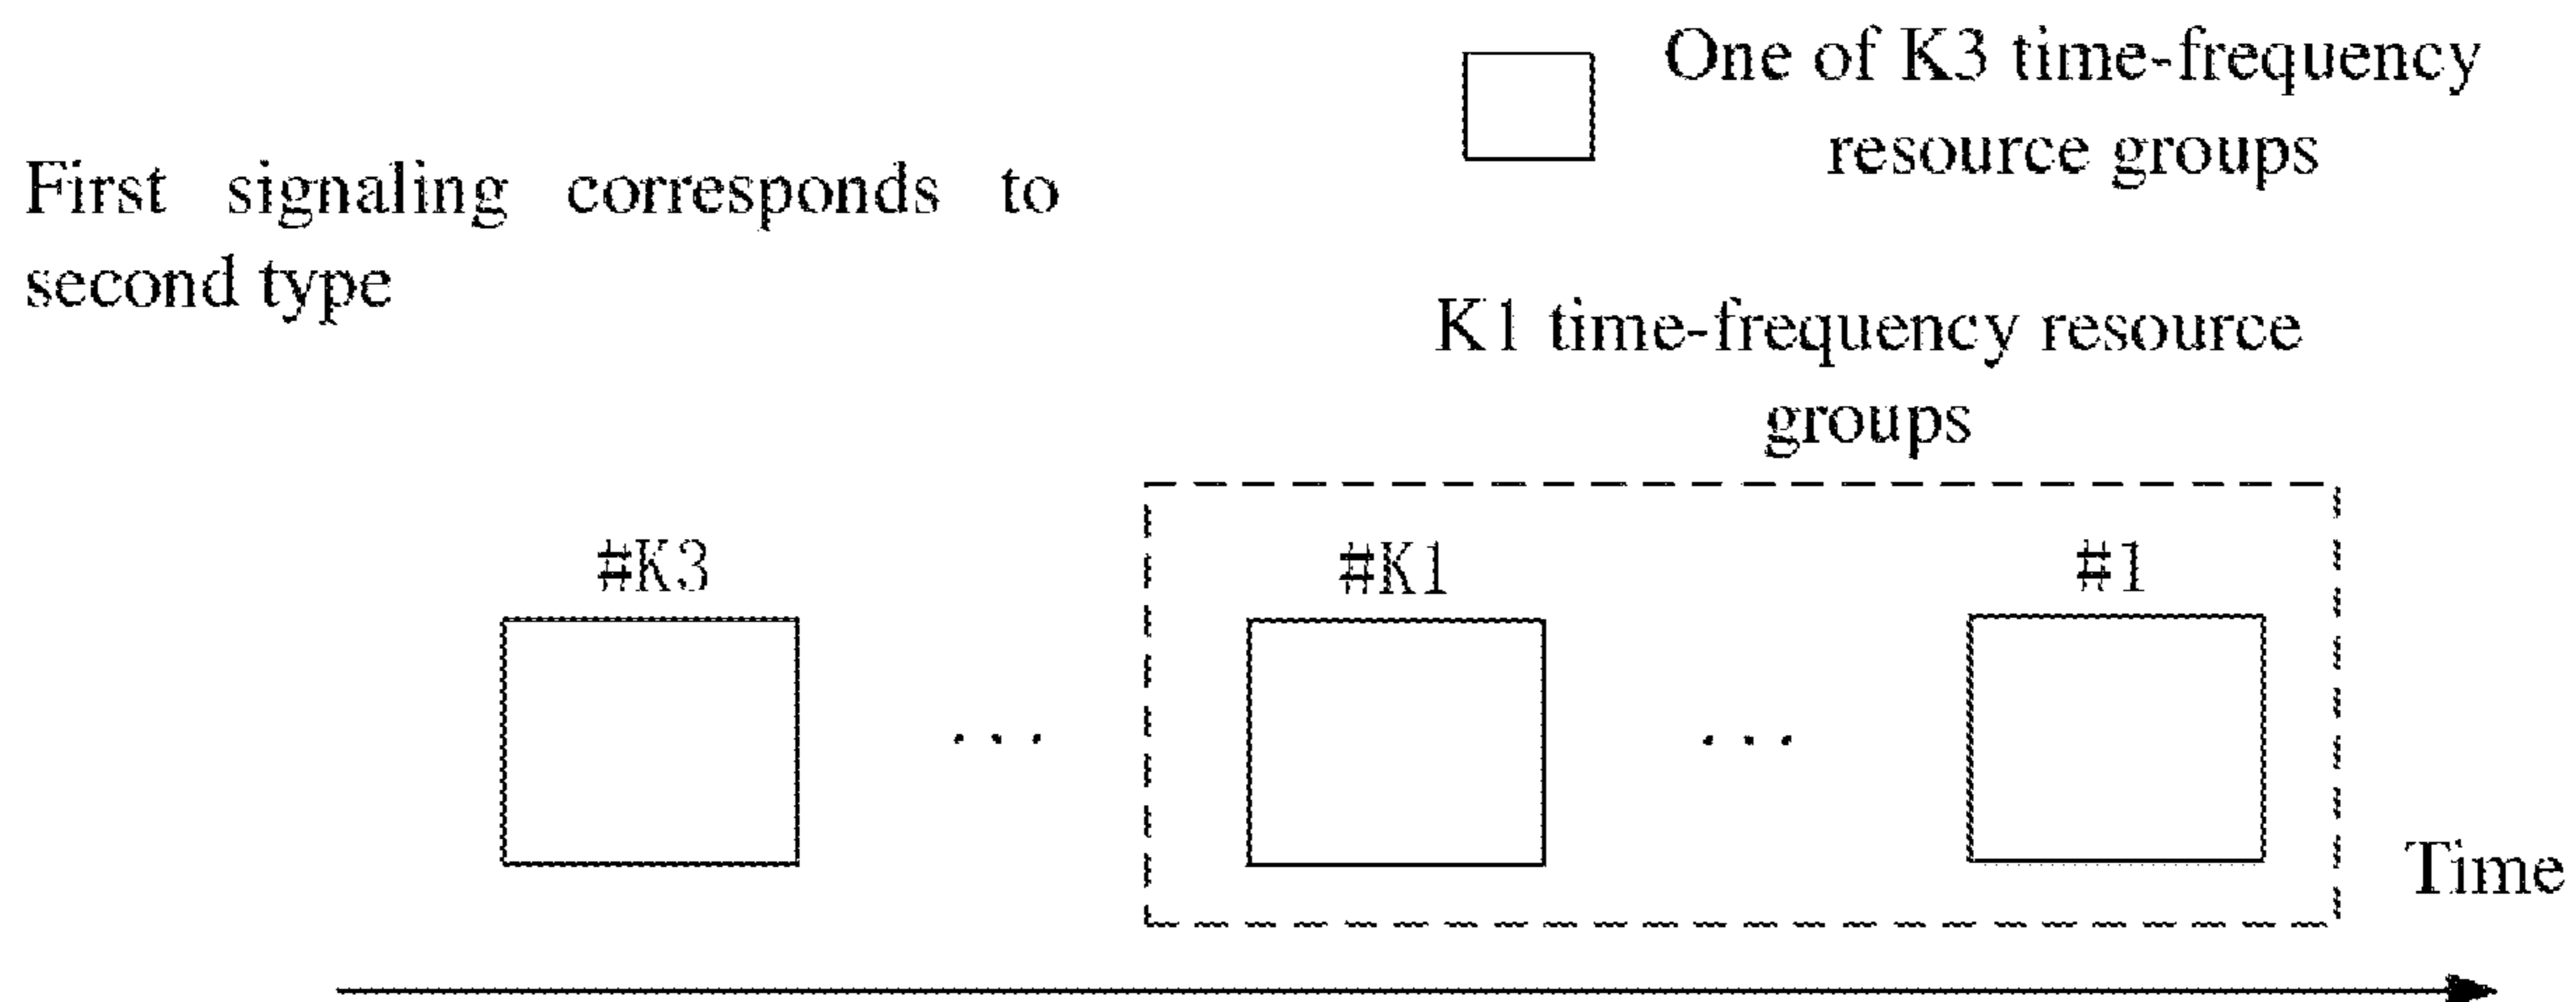 One of K3 time-frequency
resource groups
First signaling corresponds to
second type
K1 time-frequency resource
groups
#K3
#K1
#1
...
...
Time